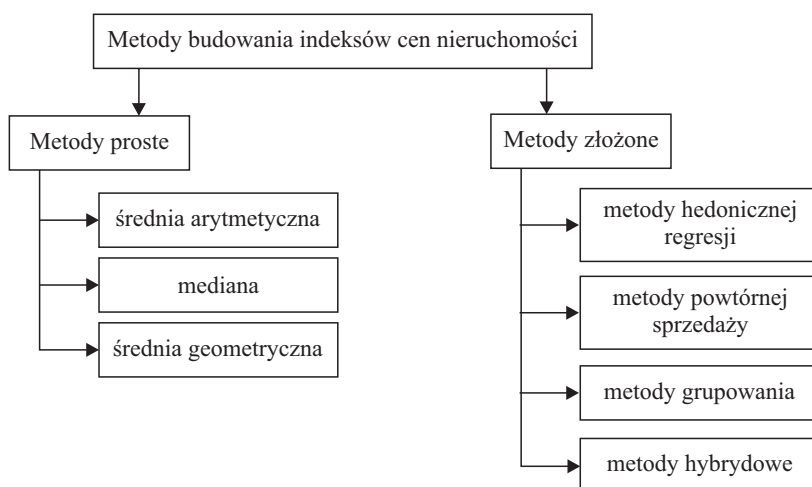 Metody budowania indeksów cen nieruchomości
Metody proste
średnia arytmetyczna
mediana
średnia geometryczna
Metody złożone
metody hedonicznej
regresji
metody powtórnej
sprzedaży
metody grupowania
metody hybrydowe